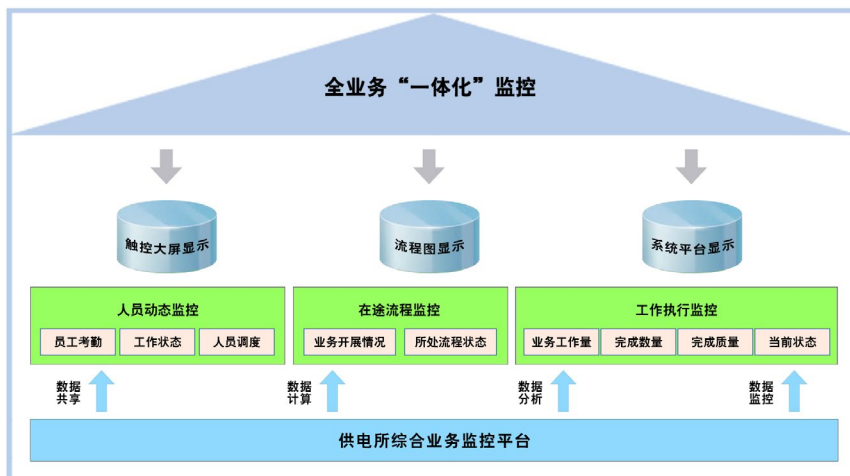 全业务“一体化”监控
触控大屏显示
流程图显示
系统平台显示
人员动态监控
员工考勤
工作状态
人员调度
在途流程监控
业务开展情况
所处流程状态
工作执行监控
业务工作量
完成数量
完成质量
当前状态
数据
共享
数据
计算
数据
分析
数据
监控
供电所综合业务监控平台